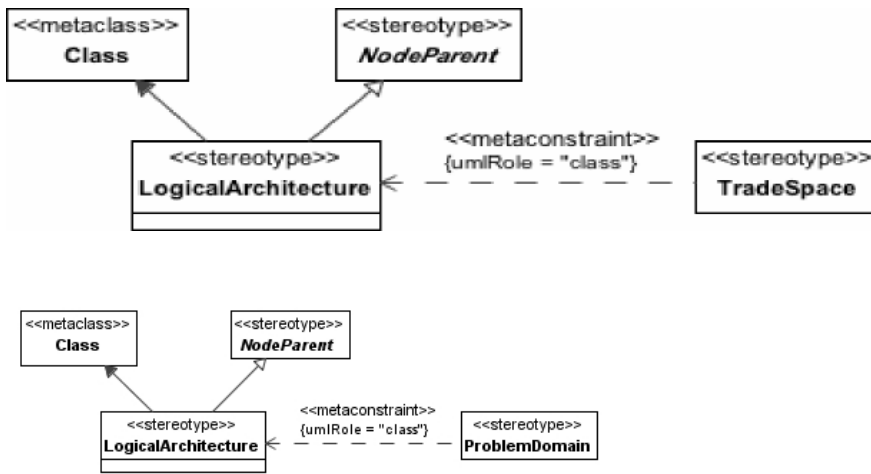 <<metaclass>>
Class
<<stereotype>>
NodeParent
<<metaconstraint>>
{umlRole = "class"}
<<stereotype>>
LogicalArchitecture
<<stereotype>>
TradeSpace
<<metaclass>>
Class
<<stereotype>>
NodeParent
<<metaconstraint>>
{umlRole = "class"}
<<stereotype>>
LogicalArchitecture
<<stereotype>>
ProblemDomain